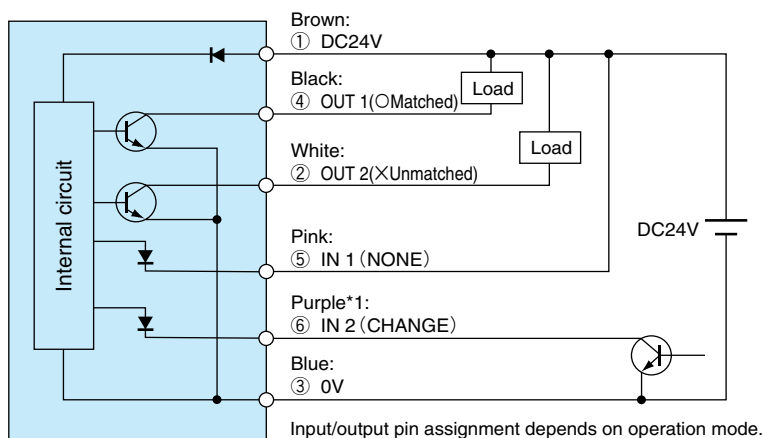 Brown:
① DC24V
Black:
④ OUT 1(○Matched)
Load
White:
② OUT 2(×Unmatched)
Load
Internal circuit
DC24V
Pink:
⑤ IN 1 (NONE)
Purple*1:
⑥ IN 2 (CHANGE)
Blue:
③ 0V
Input/output pin assignment depends on operation mode.